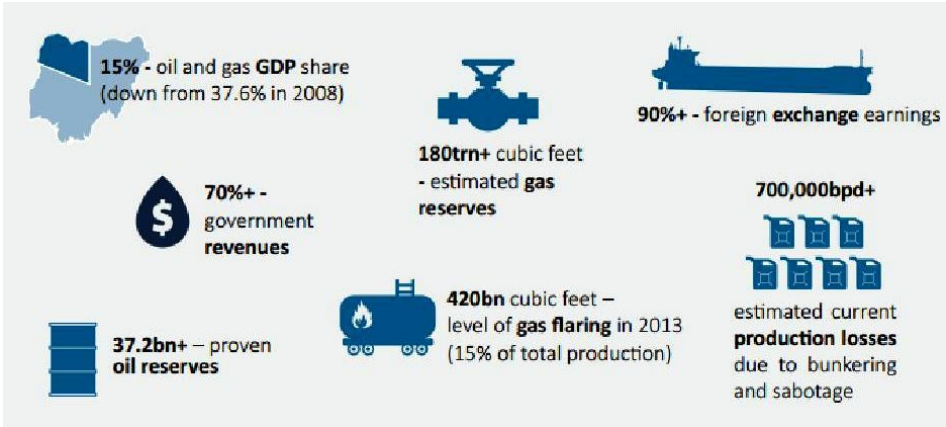 15% - oil and gas GDP share
(down from 37.6% in 2008)
180trn+ cubic feet
- estimated gas
reserves
90%+ - foreign exchange earnings
$
70%+ -
government
revenues
700,000bpd+
estimated current
production losses
due to bunkering
and sabotage
37.2bn+ – proven
oil reserves
420bn cubic feet –
level of gas flaring in 2013
(15% of total production)